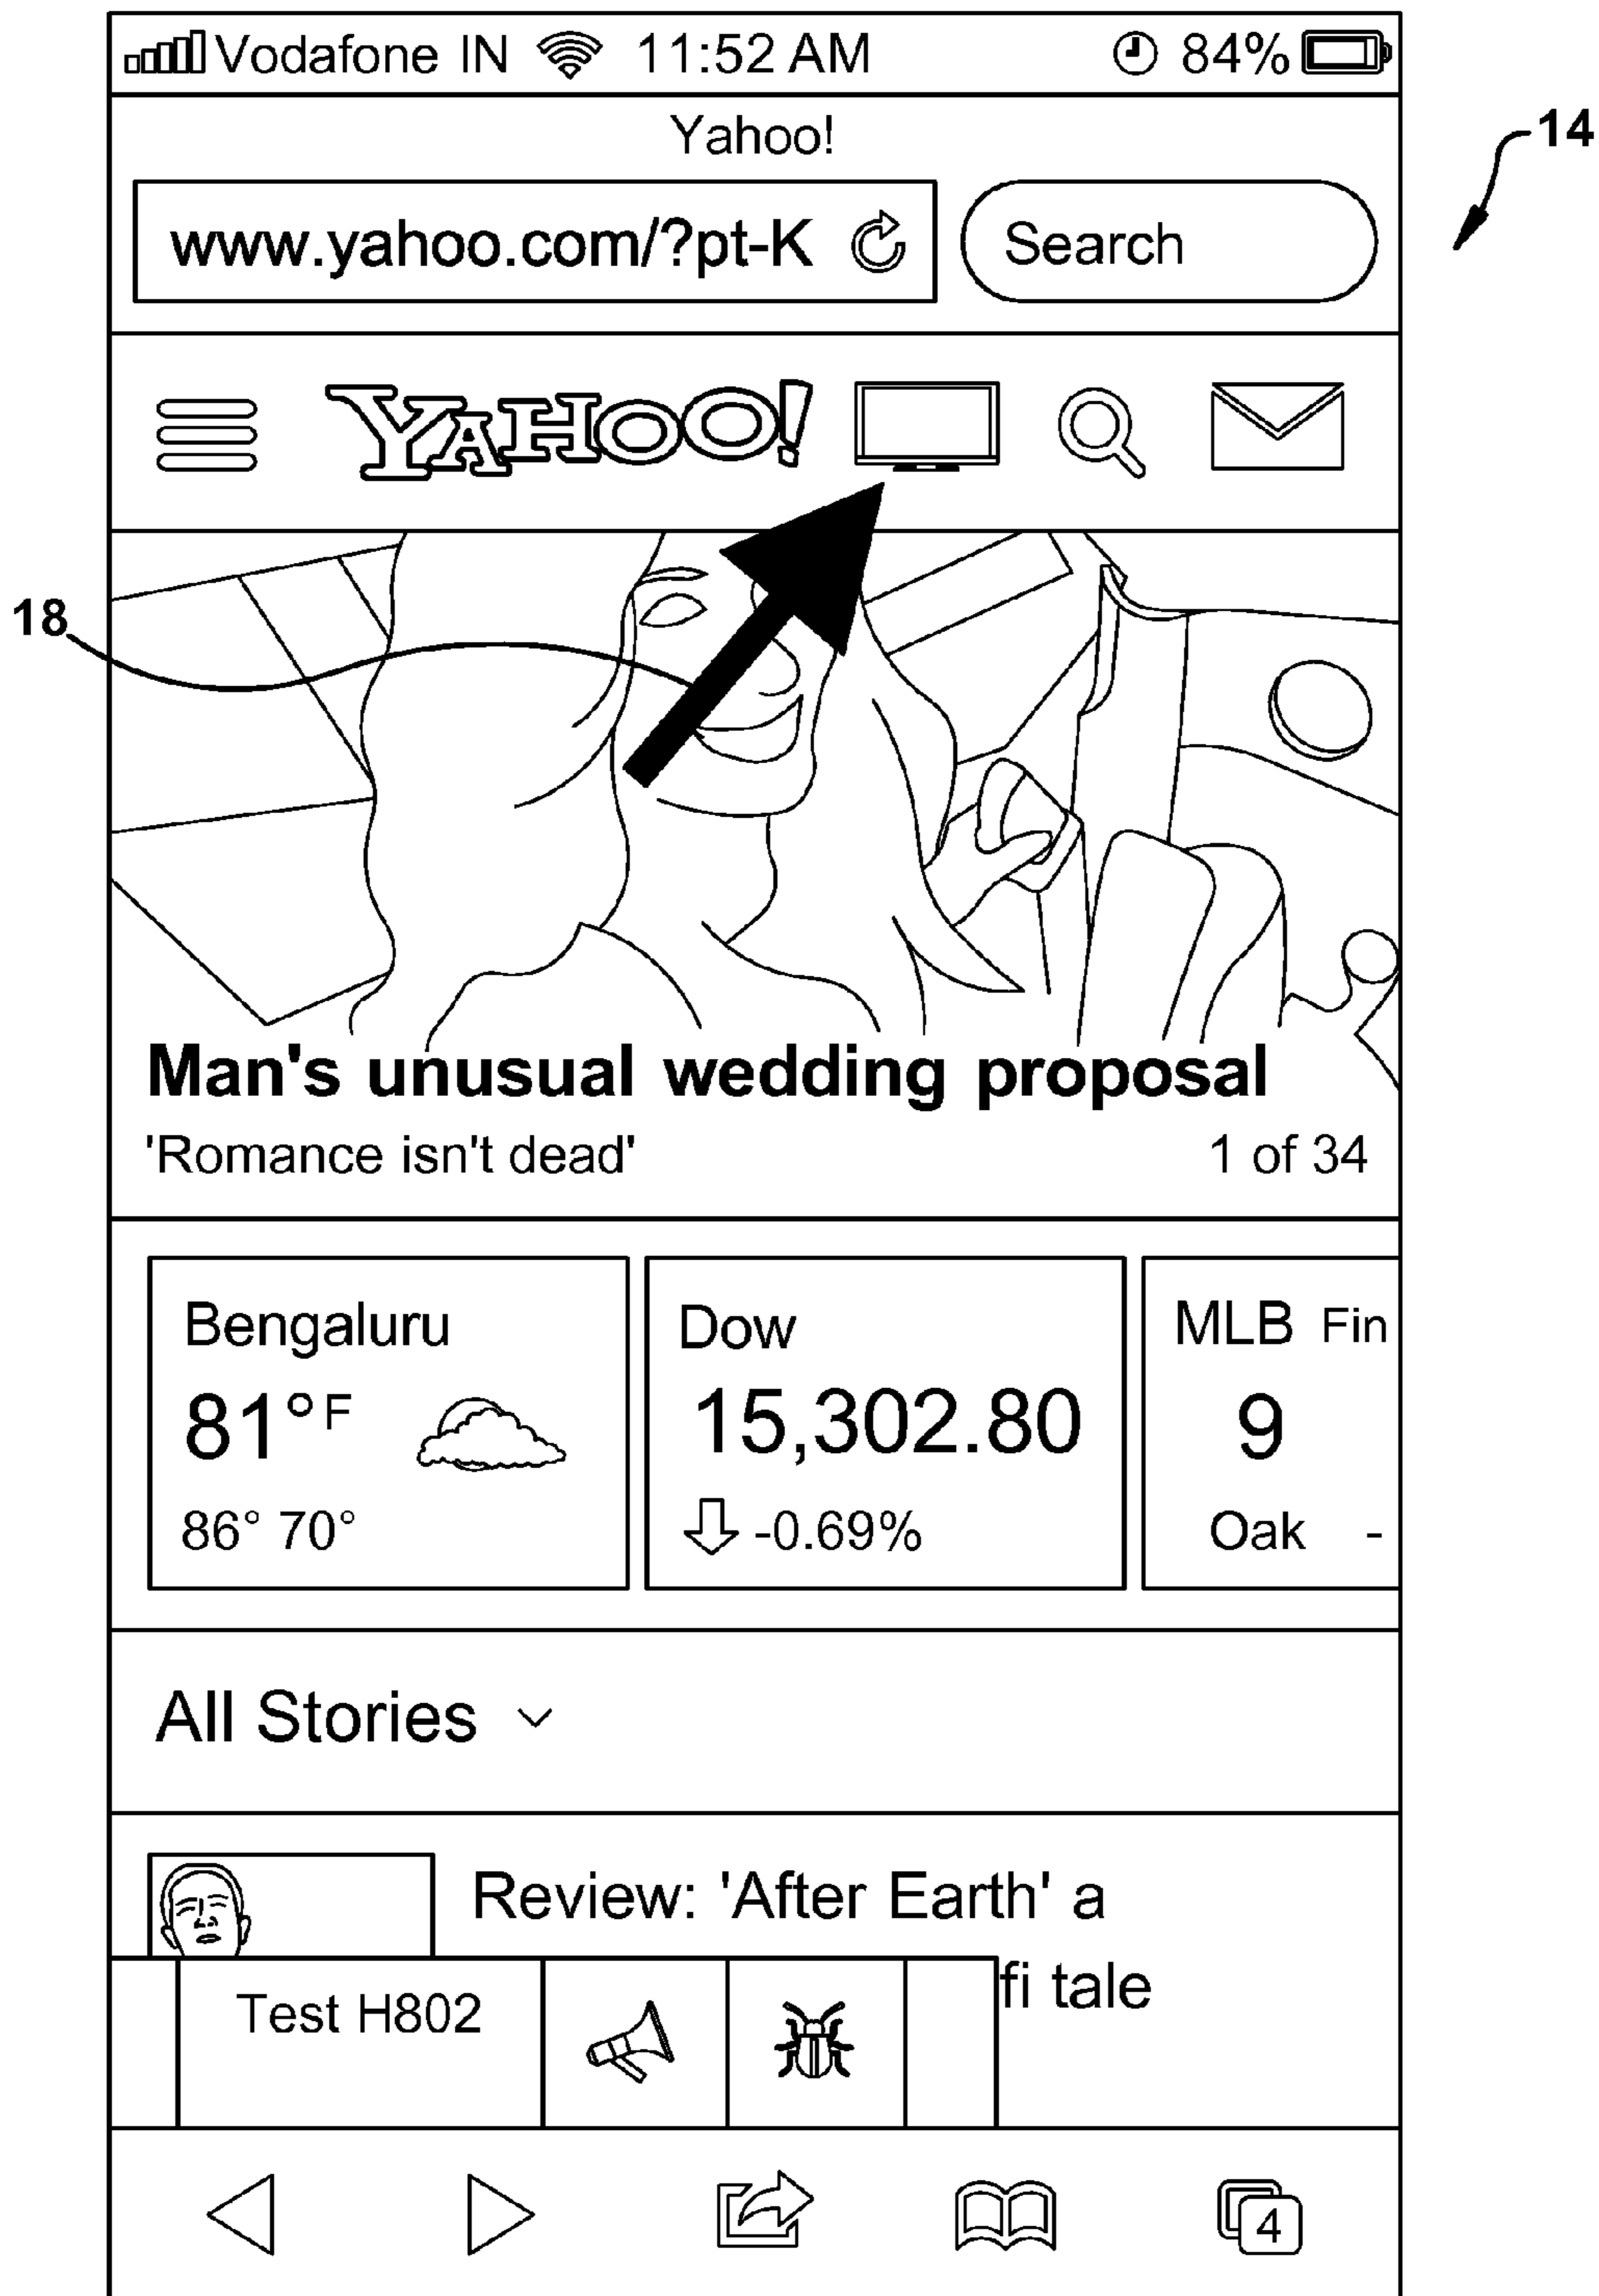 Vodafone IN 11:52 AM 84%
Yahoo!
14
www.yahoo.com/?pt-K Search
YAHOO!
18
Man's unusual wedding proposal
'Romance isn't dead' 1 of 34
Bengaluru Dow MLB Fin
81°F 15,302.80 9
86° 70° -0.69% Oak -
All Stories
Review: 'After Earth' a
fi tale
Test H802
4